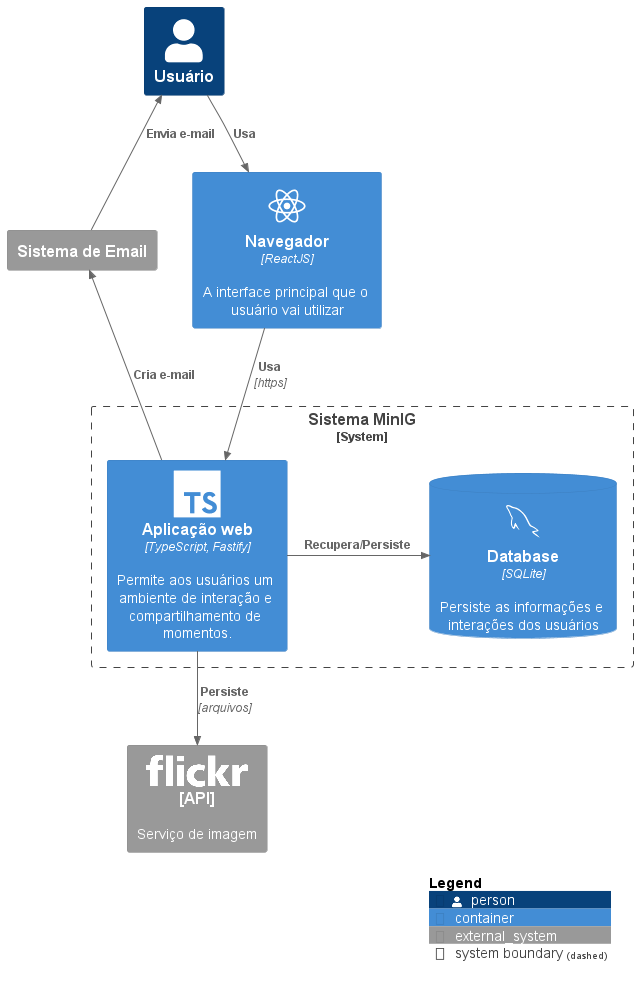 Usuário
Envia e-mail
Usa
Sistema de Email
Navegador
[ReactJS]
A interface principal que o
usuário vai utilizar
Cria e-mail
Usa
[https]
Sistema MinIG
[System]
TS
Aplicação web
[TypeScript, Fastify]
Permite aos usuários um
ambiente de interação e
compartilhamento de
momentos.
Recupera/Persiste
Database
[SQLite]
Persiste as informações e
interações dos usuários
Persiste
[arquivos]
flickr
[API]
Serviço de imagem
Legend
person
container
external_system
system boundary (dashed)